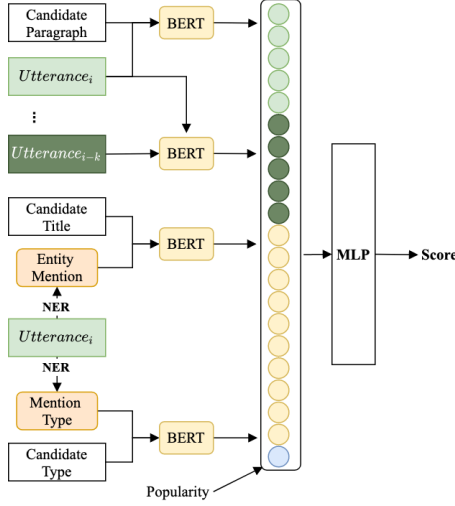 Candidate
Paragraph
BERT
Utterance_i
⋮
Utterance_{i-k}
BERT
Candidate
Title
BERT
Entity
Mention
MLP
Score
NER
Utterance_i
NER
Mention
Type
BERT
Candidate
Type
Popularity